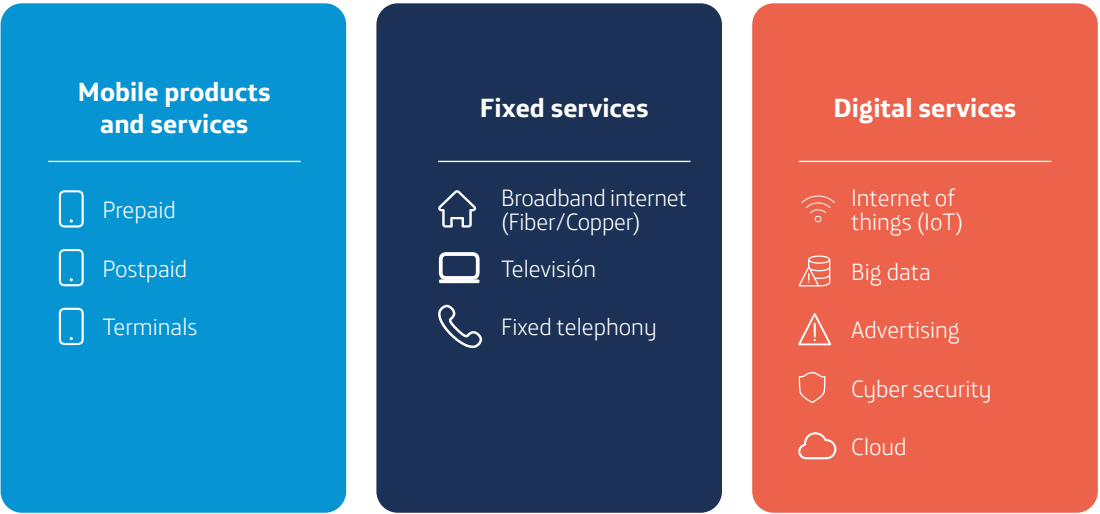 Mobile products
and services
Prepaid
Postpaid
Terminals
Fixed services
Broadband internet
(Fiber/Copper)
Televisión
Fixed telephony
Digital services
Internet of
things (IoT)
Big data
Advertising
Cyber security
Cloud